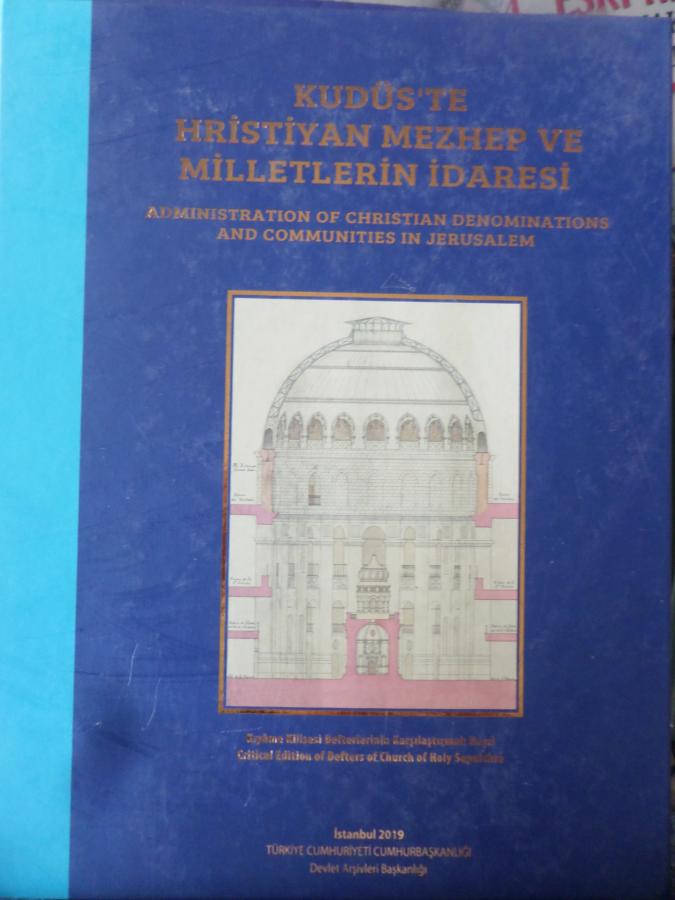 ESKİ
KUDÜS'TE
HRİSTİYAN MEZHEP VE
MİLLETLERİN İDARESİ
ADMINISTRATION OF CHRISTIAN DENOMINATIONS
AND COMMUNITIES IN JERUSALEM
Kıyâme Kilisesi Defterlerinin Karşılaştırmalı Neşri
Critical Edition of Defters of Church of Holy Sepulchre
İstanbul 2019
TÜRKİYE CUMHURİYETİ CUMHURBAŞKANLIĞI
Devlet Arşivleri Başkanlığı